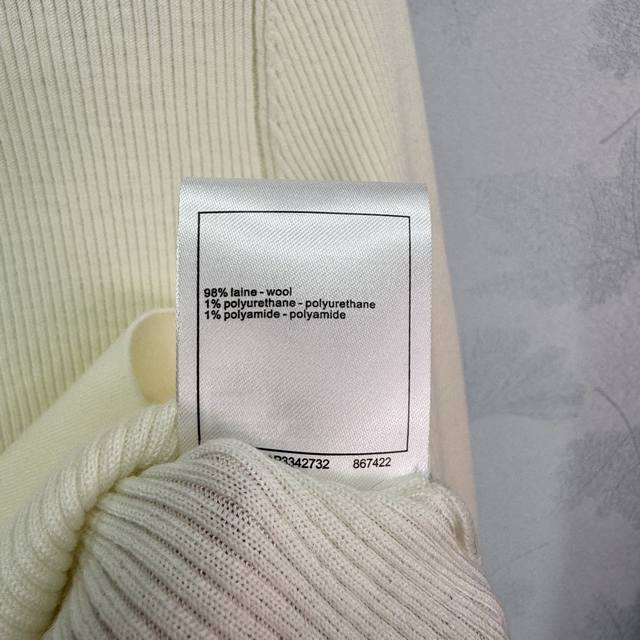 98% laine - wool
1% polyurethane - polyurethane
1% polyamide - polyamide
867422